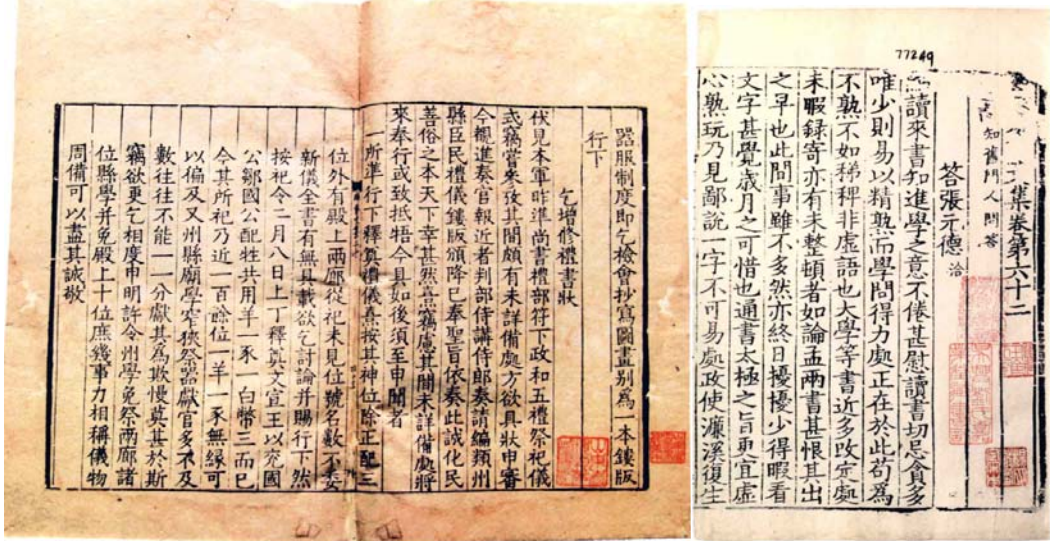 器服制度即乞檢會抄寫圖畫别爲一本鏤版
行下
乞增修禮書狀
伏見本軍昨準尚書禮部符下政和五禮祭祀儀
式竊嘗參攷其間頗有未詳備處方欲具狀申審
今覩進奏官報近者判部侍講侍郎奏請編類州
縣臣民禮儀鏤版頒降已奉聖旨依奏此誠化民
善俗之本天下幸甚然熹竊慮其間未詳備處將
來奉行或致抵牾今具如後須至申聞者
一所準行下釋奠禮儀熹按其神位除正配三
位外有殿上兩廊從祀未見位號名數不委
新儀全書有無具載欲乞討論并賜行下然
按祀令二月八日上丁釋奠文宣王以兖國
公鄒國公配牲共用羊一豕一白幣三而已
今其所祀乃近一百餘位一羊一豕無緣可
以徧及又州縣廟學窄狹祭器獻官多不及
數往往不能一一分獻其為欺慢莫其於斯
竊欲更乞相度申明許令州學免祭兩廊諸
位縣學并免殿上十位庶幾事力相稱儀物
周備可以盡其誠敬
77249
集卷第六十二
知舊門人問荅
荅張元德 洽
讀來書知進學之意不倦甚慰讀書切忌貪多
唯少則易以精熟而學問得力處正在於此苟為
不熟不如稊稗非虚語也大學等書近多改定處
未暇録寄亦有未整頓者如論孟兩書甚悵其出
之早也此間事雖不多然亦終日擾擾少得暇看
文字甚覺歲月之可惜也通書太極之旨更宜虚
心熟玩乃見鄙說一字不可易處政使濂溪復生